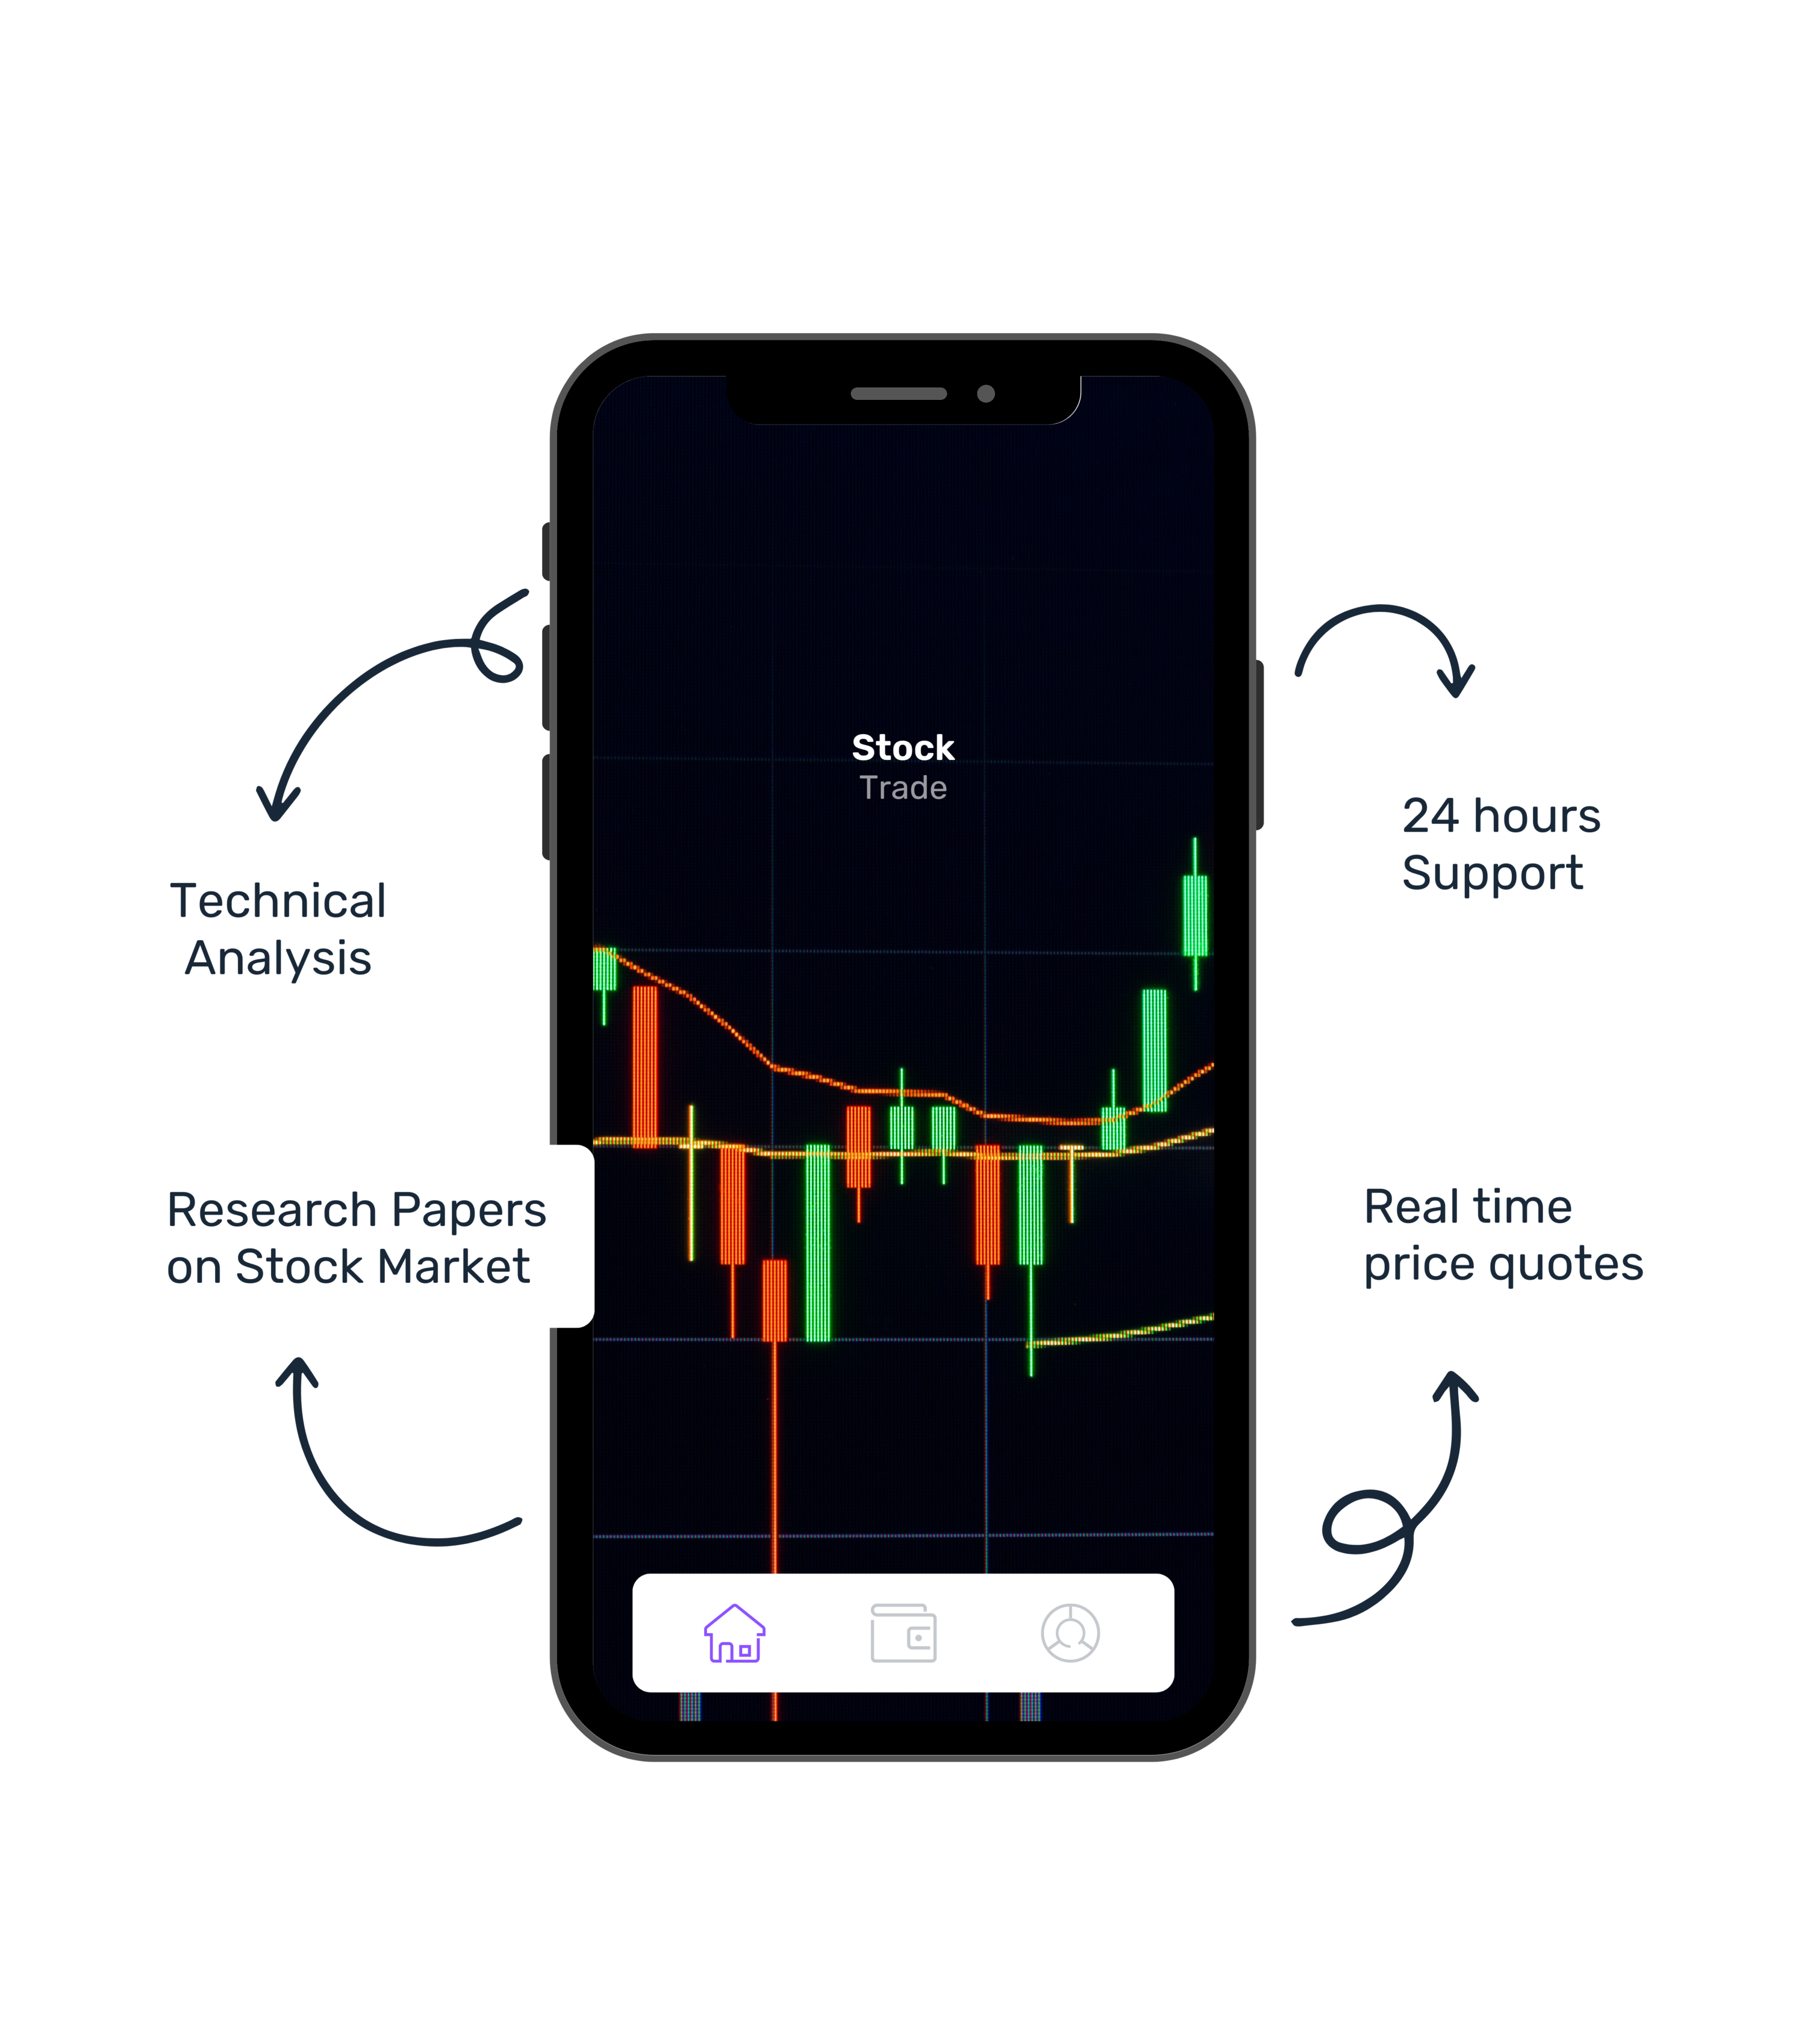 Stock
Trade
Technical
Analysis
24 hours
Support
Research Papers
on Stock Market
Real time
price quotes